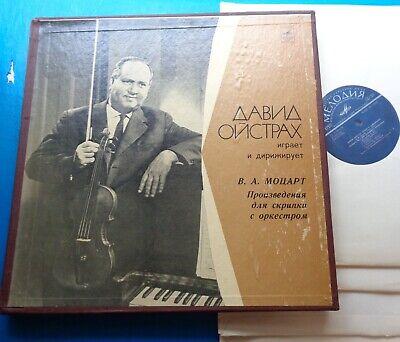 ДАВИД
ОЙСТРАХ
играет
и дирижирует
В. А. МОЦАРТ
Произведения
для скрипки
с оркестром
МЕЛОДИЯ